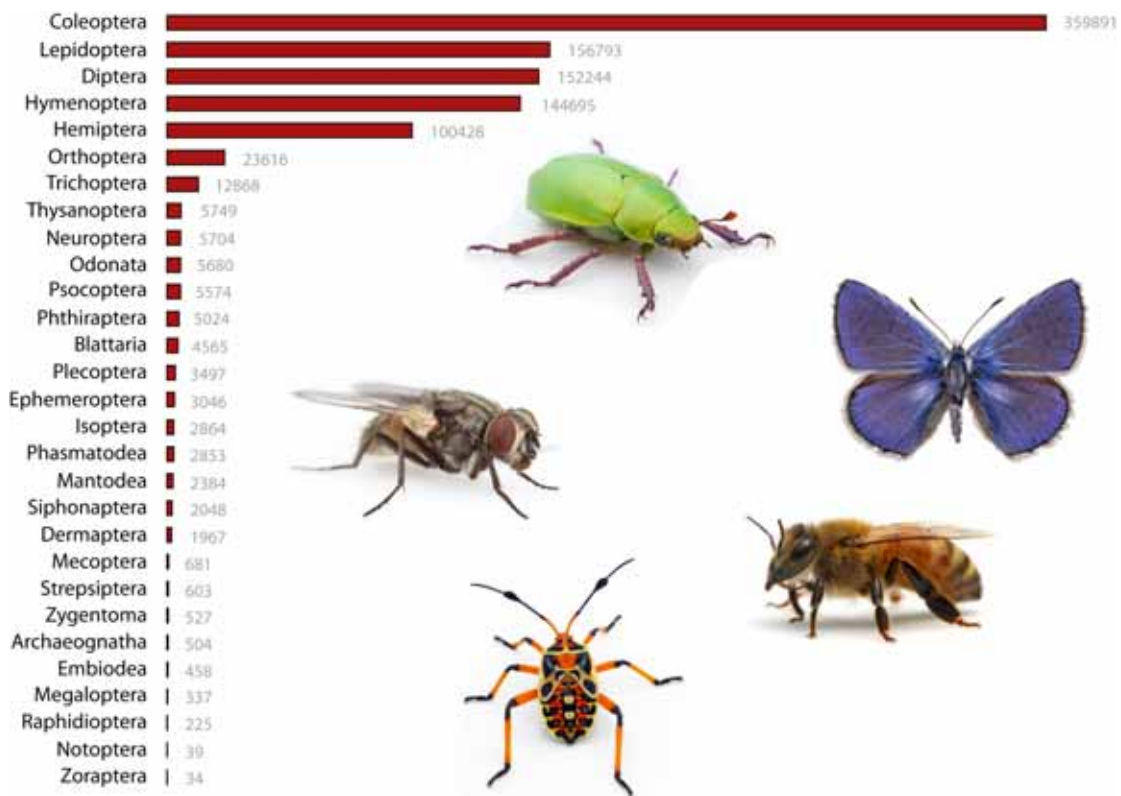 Coleoptera 359891
Lepidoptera 156793
Diptera 152244
Hymenoptera 144695
Hemiptera 100428
Orthoptera 23616
Trichoptera 12868
Thysanoptera 5749
Neuroptera 5704
Odonata 5680
Psocoptera 5574
Phthiraptera 5024
Blattaria 4565
Plecoptera 3497
Ephemeroptera 3046
Isoptera 2864
Phasmatodea 2853
Mantodea 2384
Siphonaptera 2048
Dermaptera 1967
Mecoptera 681
Strepsiptera 603
Zygentoma 527
Archaeognatha 504
Embiodea 458
Megaloptera 337
Raphidioptera 225
Notoptera 39
Zoraptera 34